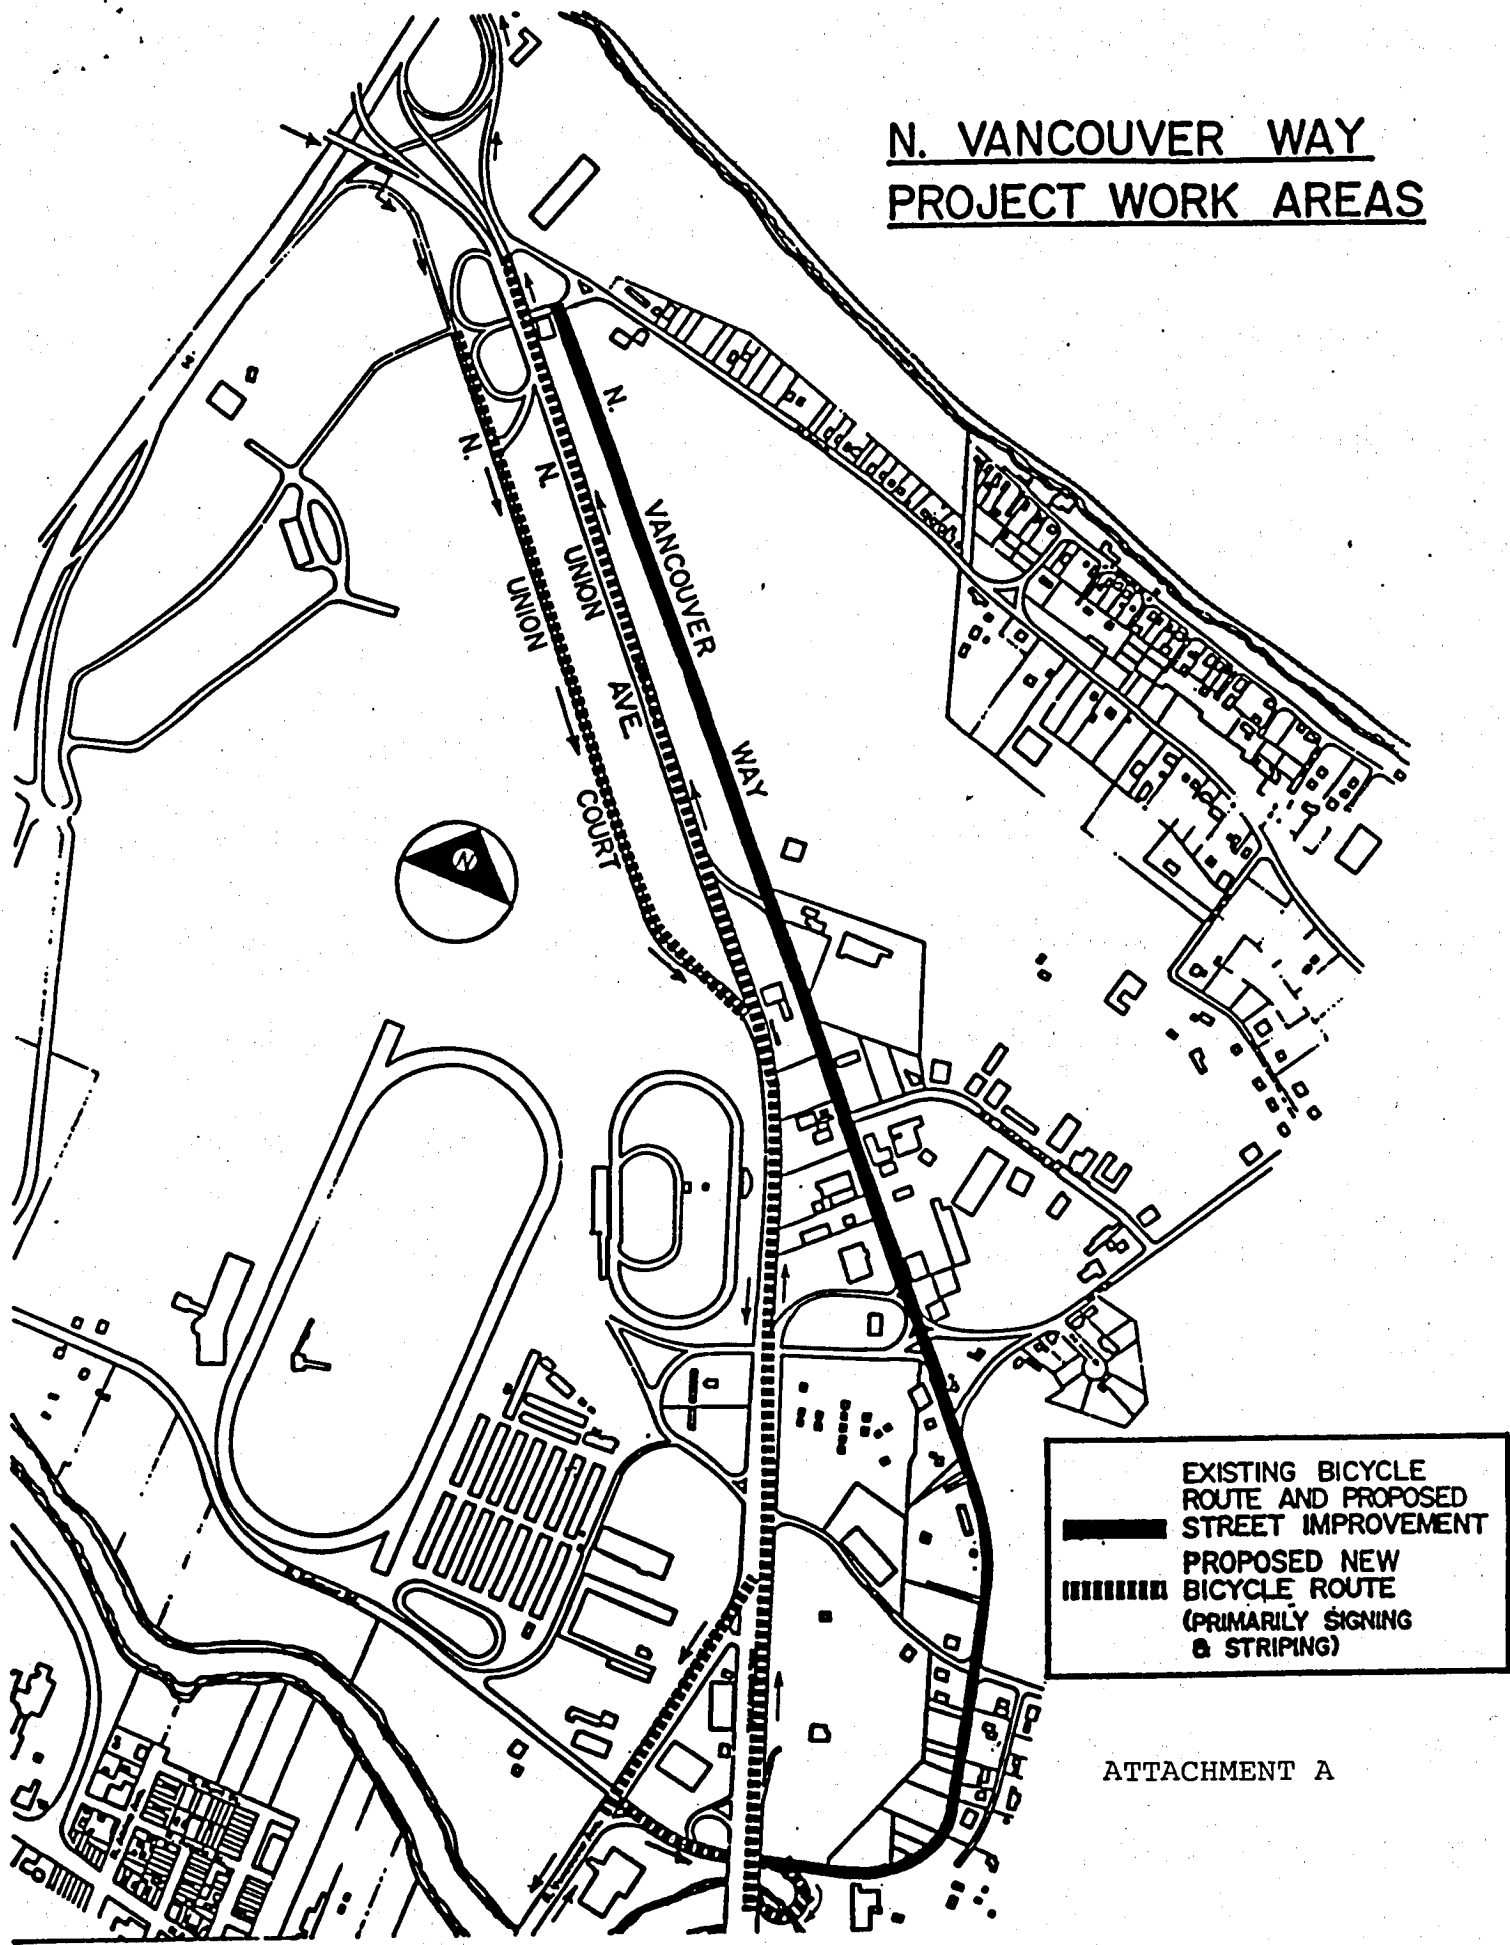 N. VANCOUVER WAY
PROJECT WORK AREAS
N.
VANCOUVER
WAY
N.
UNION
AVE.
N.
UNION
COURT
N
EXISTING BICYCLE
ROUTE AND PROPOSED
STREET IMPROVEMENT
PROPOSED NEW
BICYCLE ROUTE
(PRIMARILY SIGNING
& STRIPING)
ATTACHMENT A